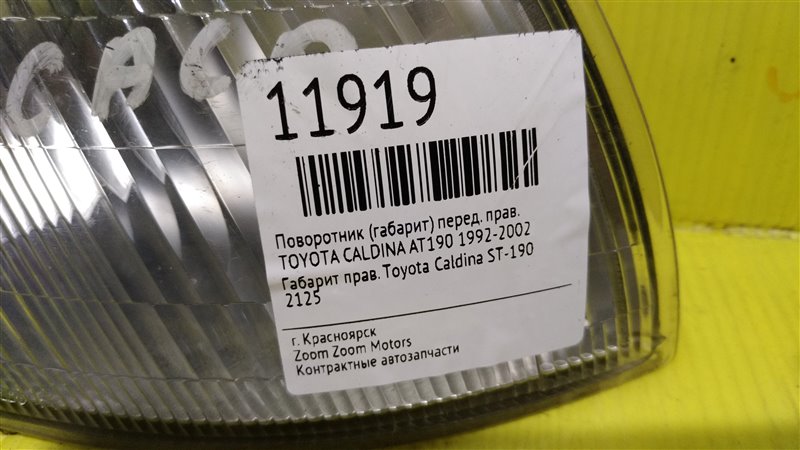 11919
Поворотник (габарит) перед. прав.
TOYOTA CALDINA AT190 1992-2002
Габарит прав. Toyota Caldina ST-190
2125
г. Красноярск
Zoom Zoom Motors
Контрактные автозапчасти